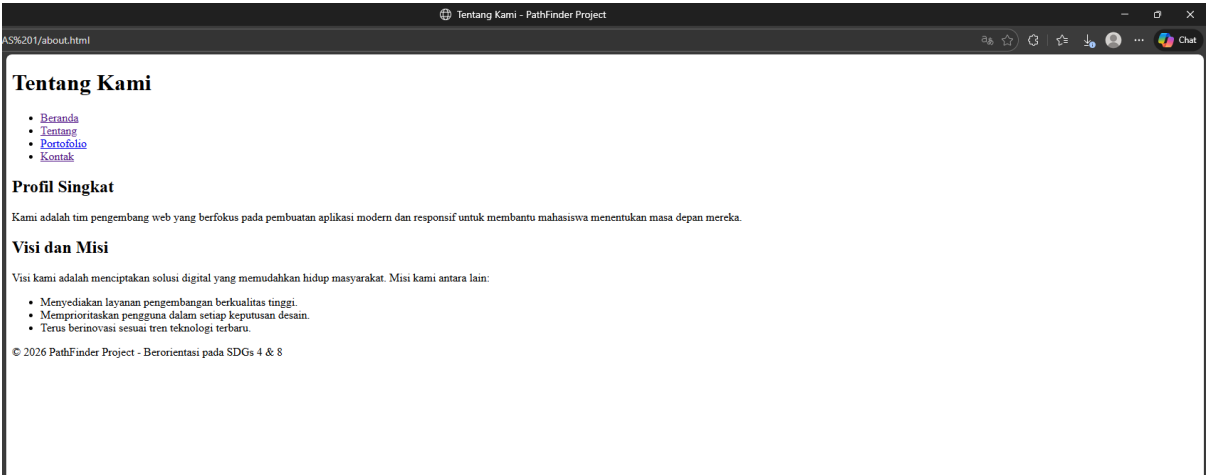 Tentang Kami - PathFinder Project
AS%201/about.html
Chat
Tentang Kami
Beranda
Tentang
Portofolio
Kontak
Profil Singkat
Kami adalah tim pengembang web yang berfokus pada pembuatan aplikasi modern dan responsif untuk membantu mahasiswa menentukan masa depan mereka.
Visi dan Misi
Visi kami adalah menciptakan solusi digital yang memudahkan hidup masyarakat. Misi kami antara lain:
Menyediakan layanan pengembangan berkualitas tinggi.
Memprioritaskan pengguna dalam setiap keputusan desain.
Terus berinovasi sesuai tren teknologi terbaru.
© 2026 PathFinder Project - Berorientasi pada SDGs 4 & 8